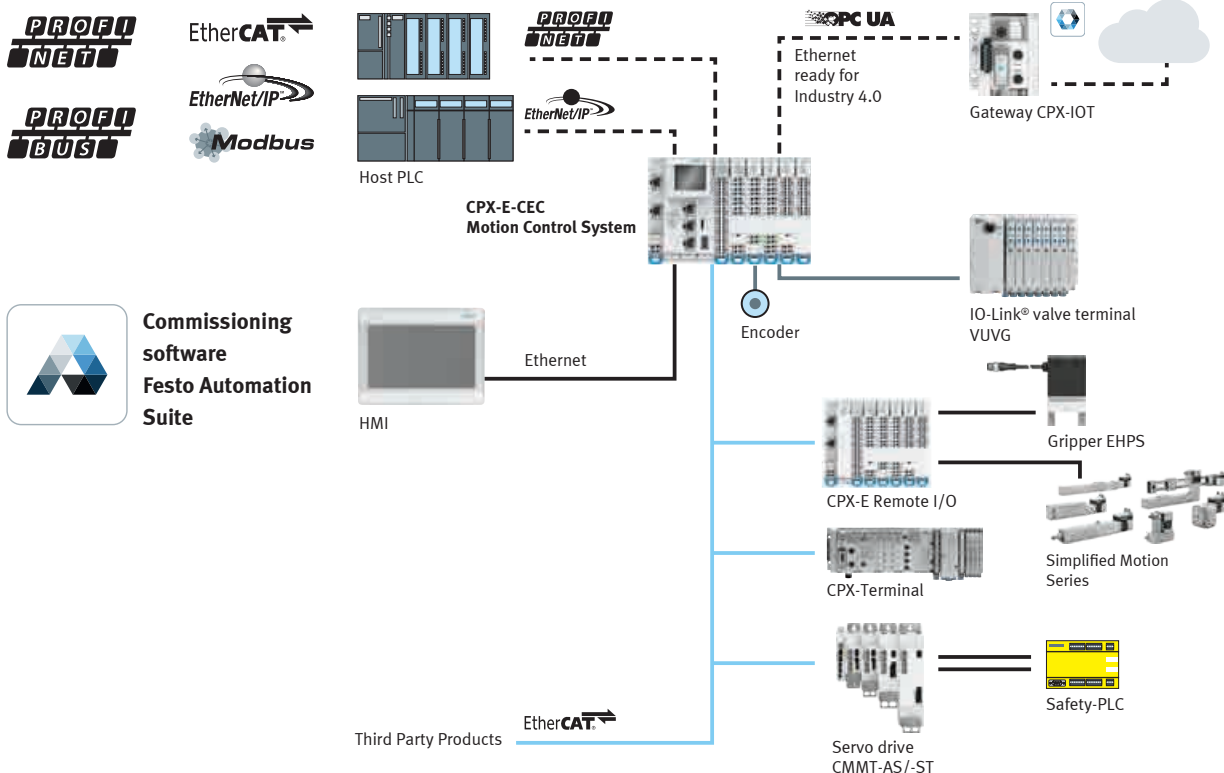 PROFI
NET
EtherCAT®
EtherNet/IP™
PROFI
BUS
Modbus
Host PLC
PROFI
NET
EtherNet/IP™
OPC UA
Ethernet
ready for
Industry 4.0
Gateway CPX-IOT
CPX-E-CEC
Motion Control System
Commissioning
software
Festo Automation
Suite
HMI
Ethernet
Encoder
IO-Link® valve terminal
VUVG
Gripper EHPS
CPX-E Remote I/O
Simplified Motion
Series
CPX-Terminal
Safety-PLC
Servo drive
CMMT-AS/-ST
Third Party Products
EtherCAT®